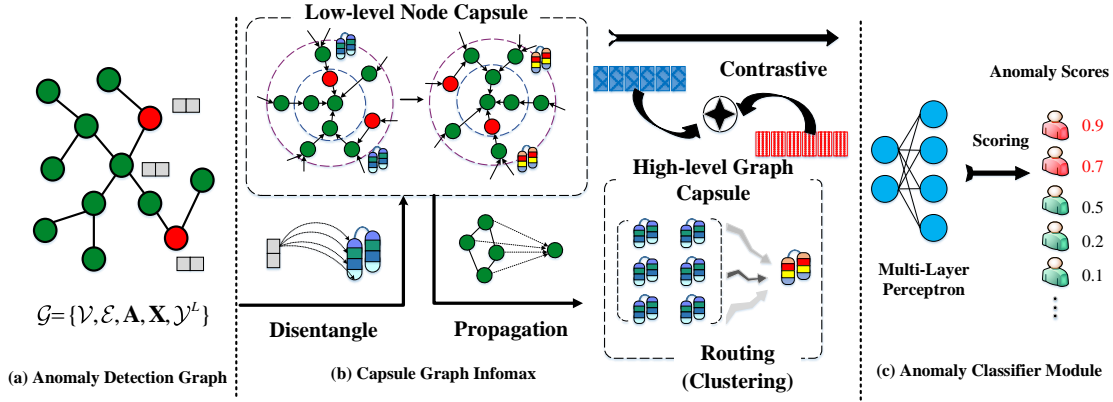 Low-level Node Capsule
Contrastive
High-level Graph
Capsule
Anomaly Scores
0.9
0.7
0.5
0.2
0.1
Scoring
Multi-Layer
Perceptron
𝒢={𝒱, ℰ, A, X, 𝒴^L}
Disentangle
Propagation
Routing
(Clustering)
(a) Anomaly Detection Graph
(b) Capsule Graph Infomax
(c) Anomaly Classifier Module